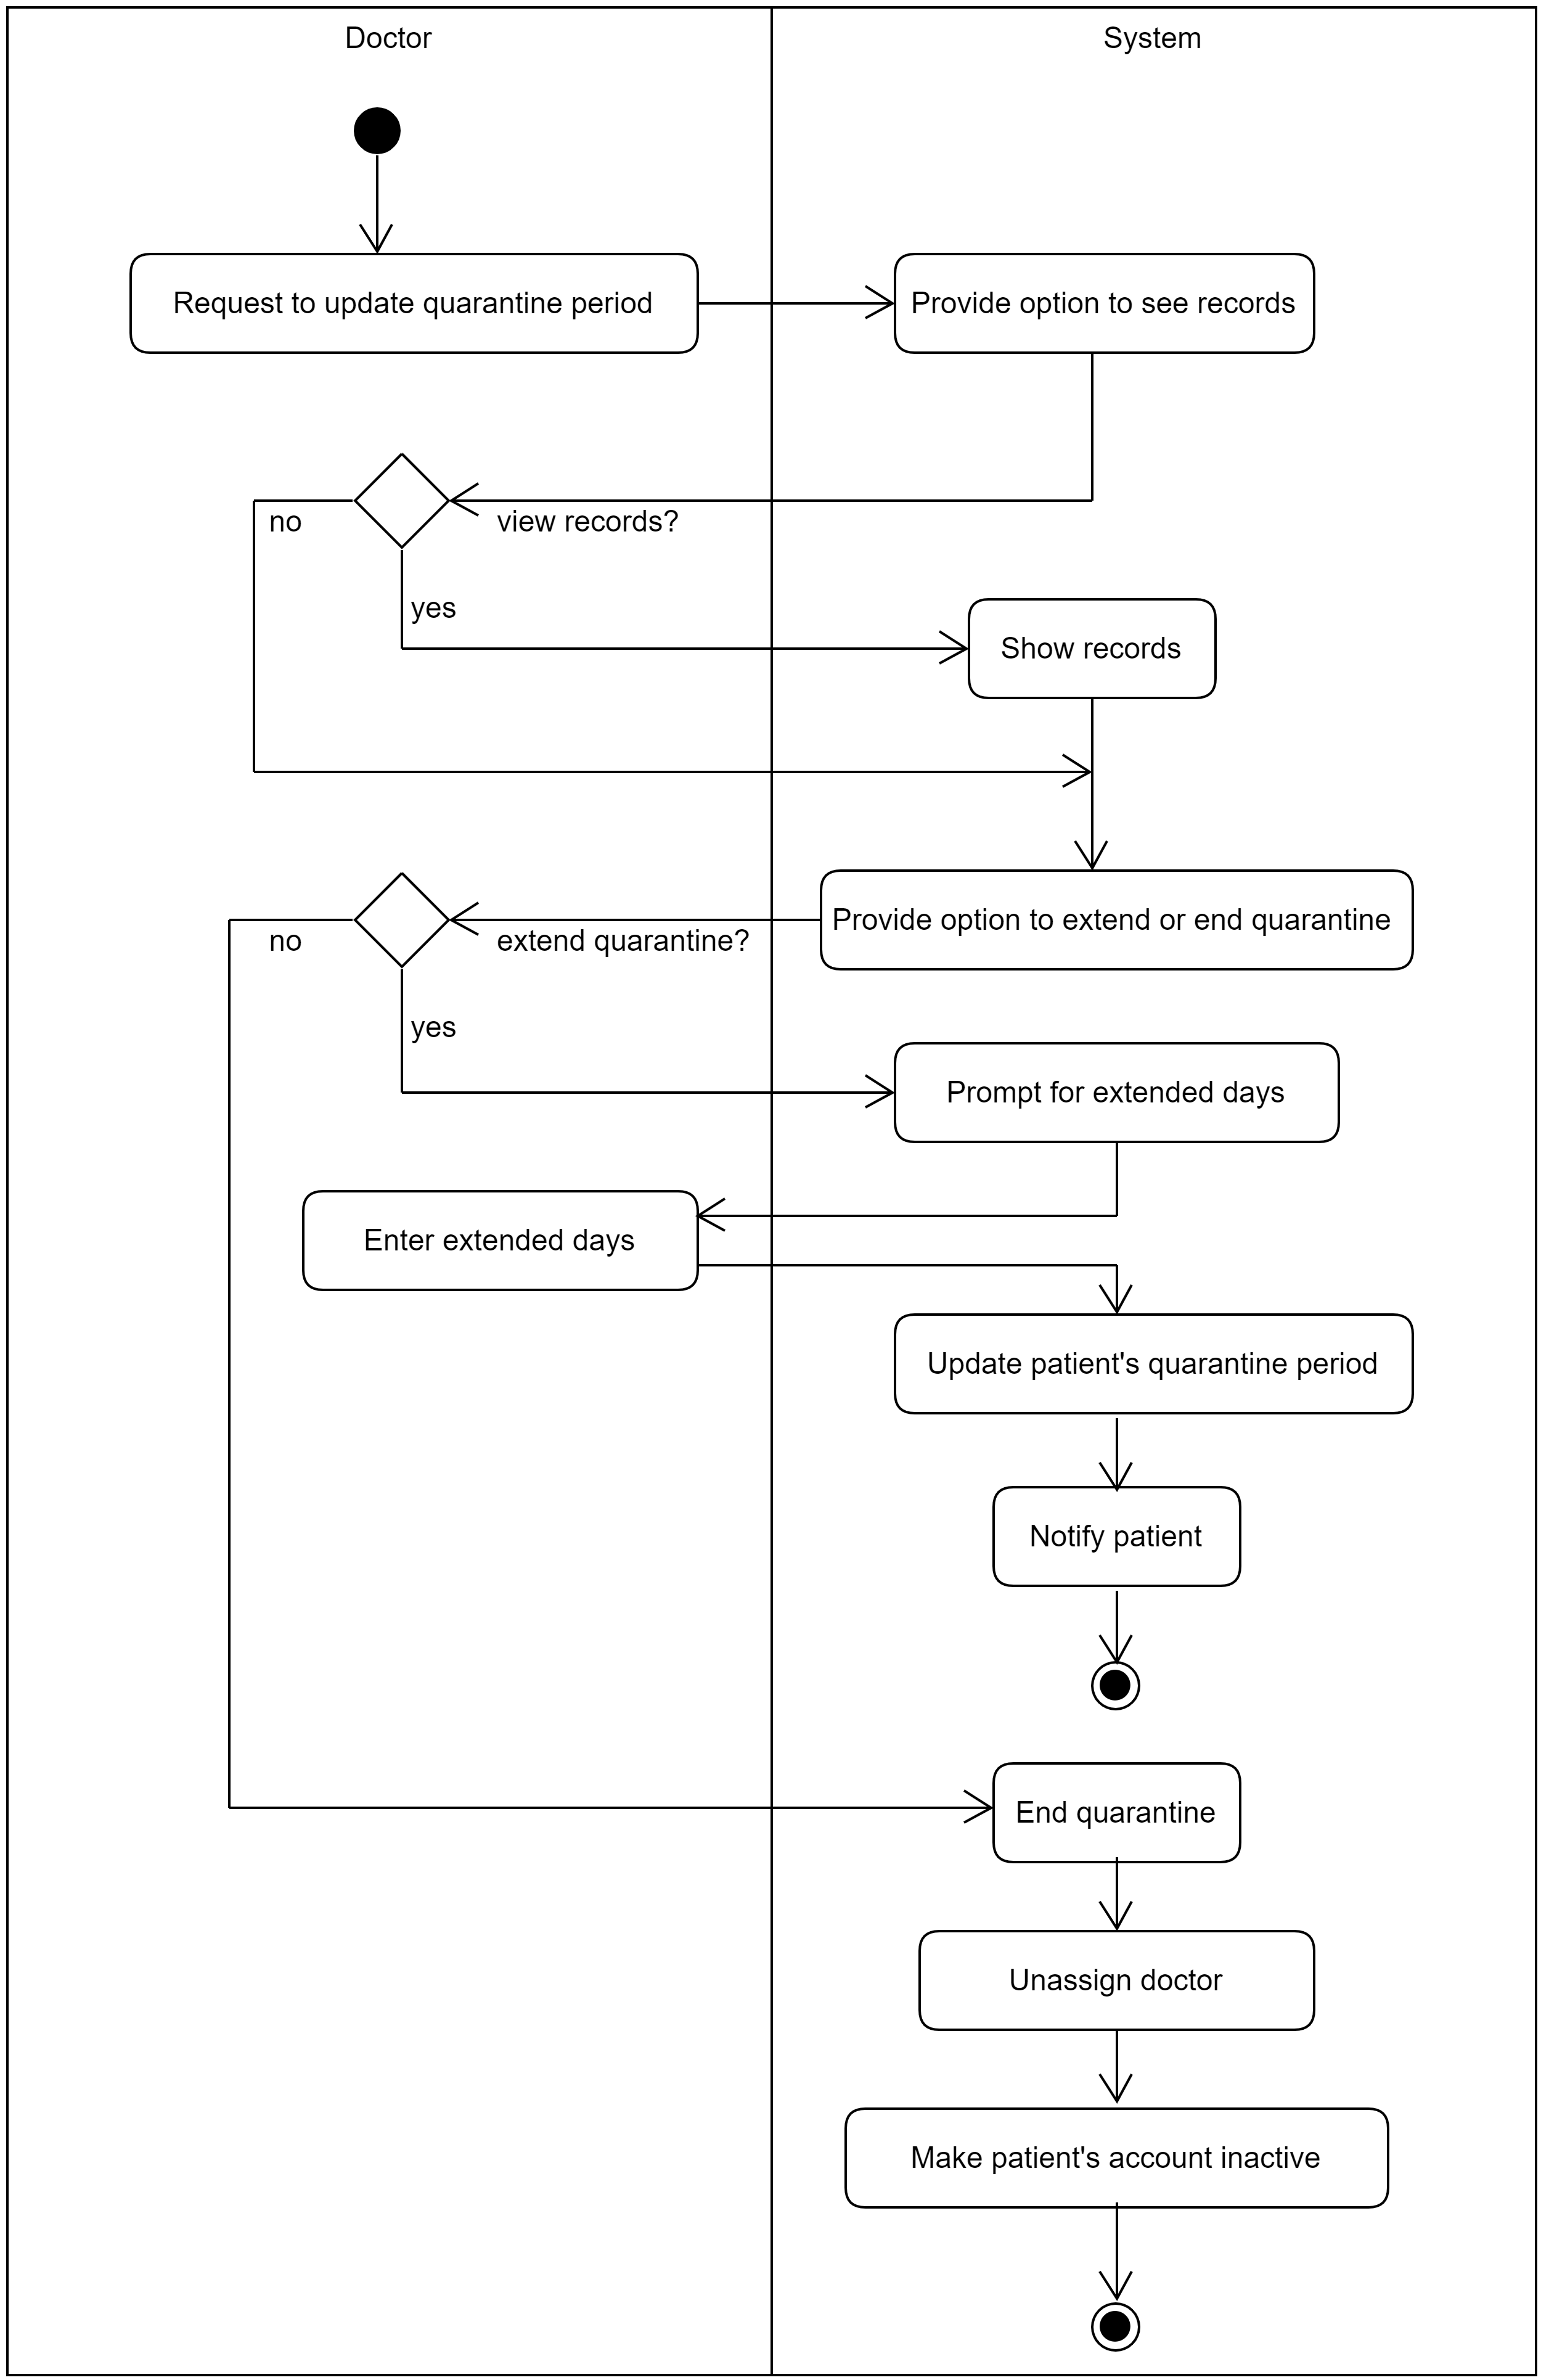 Doctor
System
Request to update quarantine period
Provide option to see records
no
view records?
yes
Show records
Provide option to extend or end quarantine
no
extend quarantine?
yes
Prompt for extended days
Enter extended days
Update patient's quarantine period
Notify patient
End quarantine
Unassign doctor
Make patient's account inactive